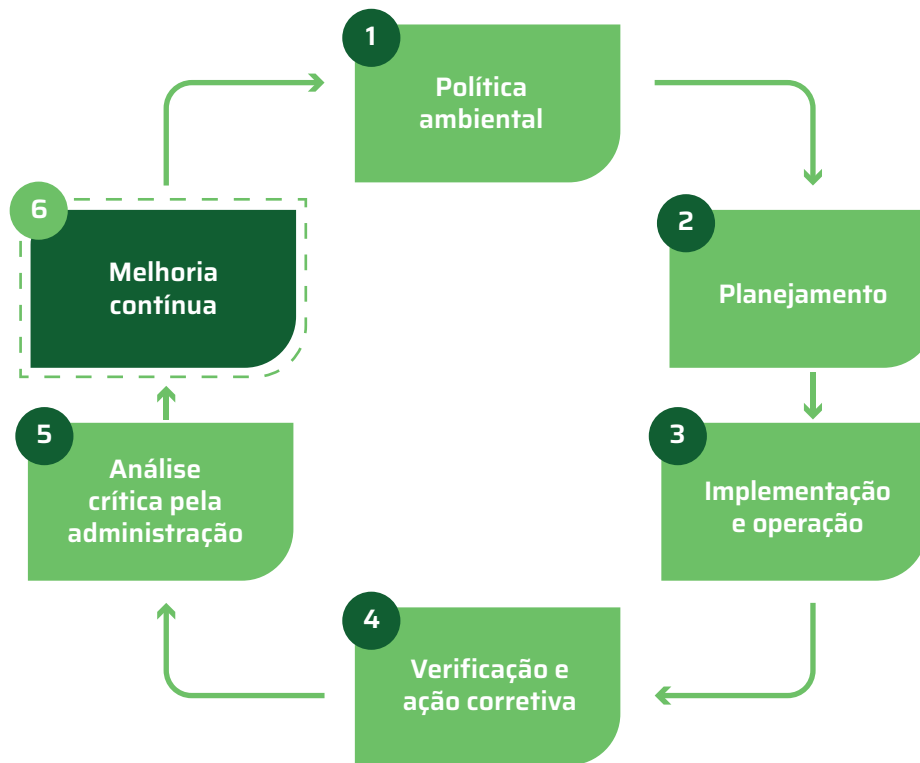 1
Política
ambiental
2
Planejamento
3
Implementação
e operação
4
Verificação e
ação corretiva
5
Análise
crítica pela
administração
6
Melhoria
contínua